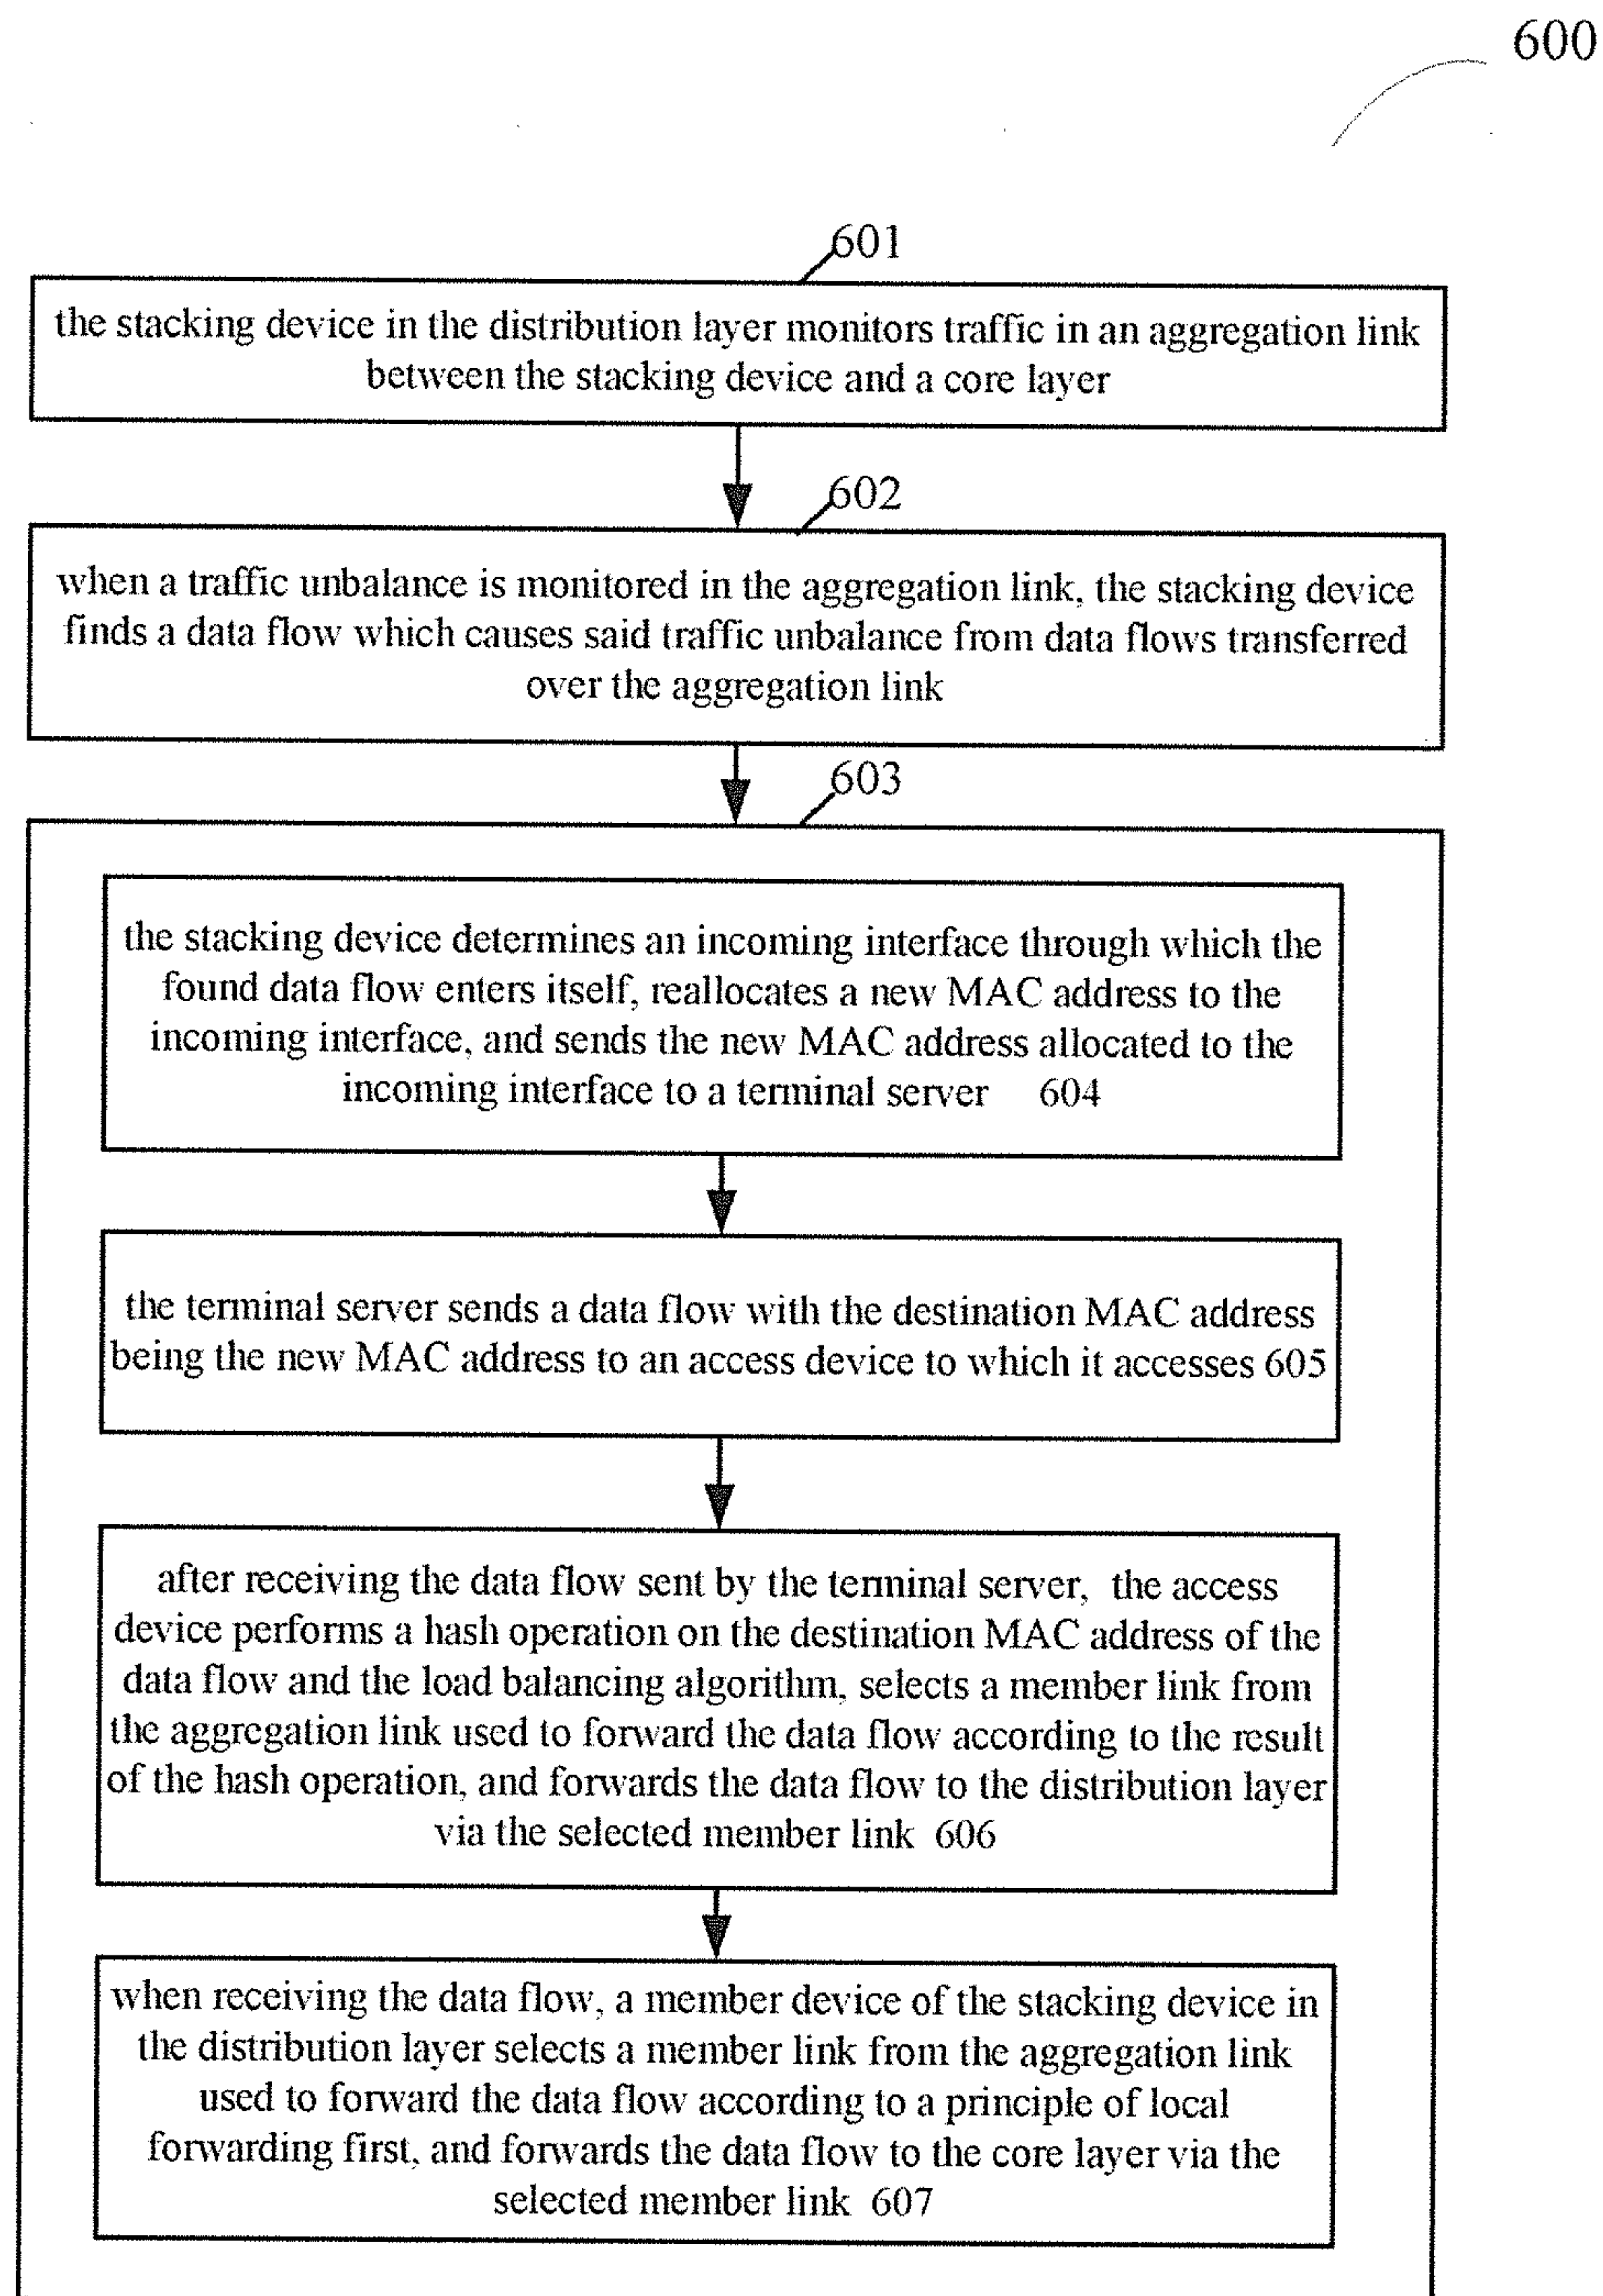 600
601
the stacking device in the distribution layer monitors traffic in an aggregation link
between the stacking device and a core layer
602
when a traffic unbalance is monitored in the aggregation link, the stacking device
finds a data flow which causes said traffic unbalance from data flows transferred
over the aggregation link
603
the stacking device determines an incoming interface through which the
found data flow enters itself, reallocates a new MAC address to the
incoming interface, and sends the new MAC address allocated to the
incoming interface to a terminal server 604
the terminal server sends a data flow with the destination MAC address
being the new MAC address to an access device to which it accesses 605
after receiving the data flow sent by the terminal server, the access
device performs a hash operation on the destination MAC address of the
data flow and the load balancing algorithm, selects a member link from
the aggregation link used to forward the data flow according to the result
of the hash operation, and forwards the data flow to the distribution layer
via the selected member link 606
when receiving the data flow, a member device of the stacking device in
the distribution layer selects a member link from the aggregation link
used to forward the data flow according to a principle of local
forwarding first, and forwards the data flow to the core layer via the
selected member link 607